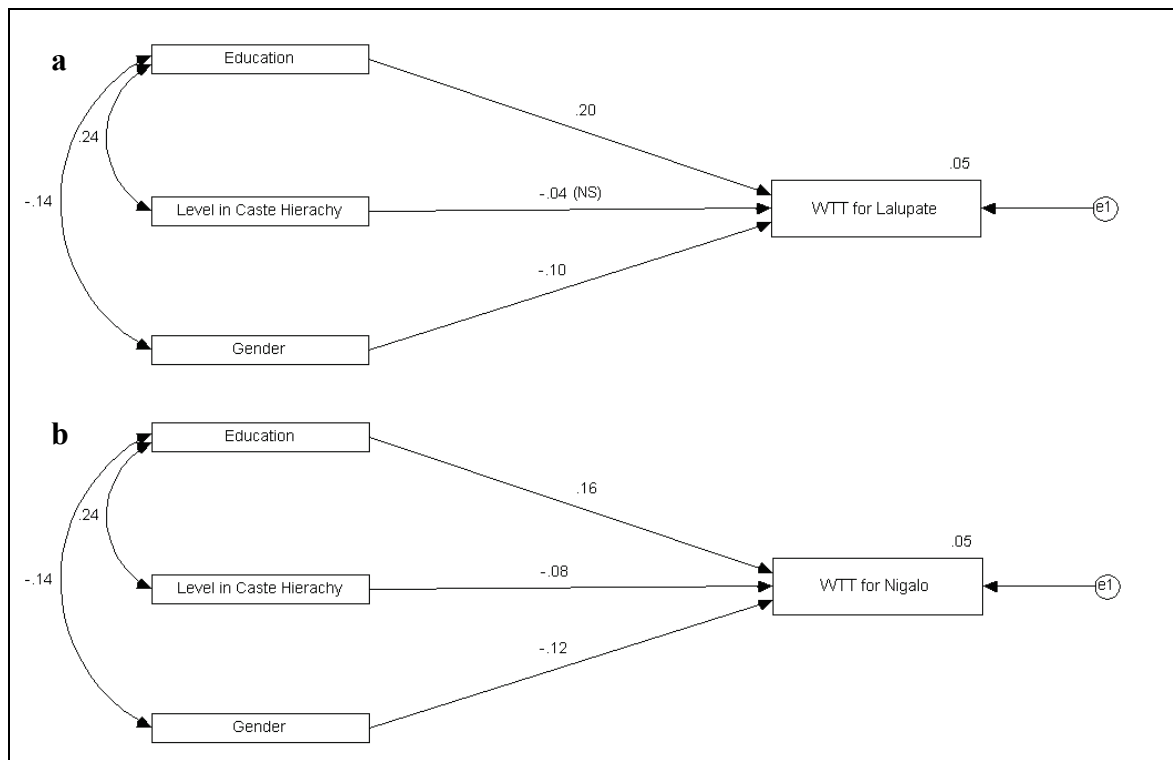 a
Education
.20
.24
-.14
Level in Caste Hierachy
-.04 (NS)
.05
WTT for Lalupate
e1
-.10
Gender
b
Education
.16
.24
-.14
Level in Caste Hierachy
-.08
.05
WTT for Nigalo
e1
-.12
Gender